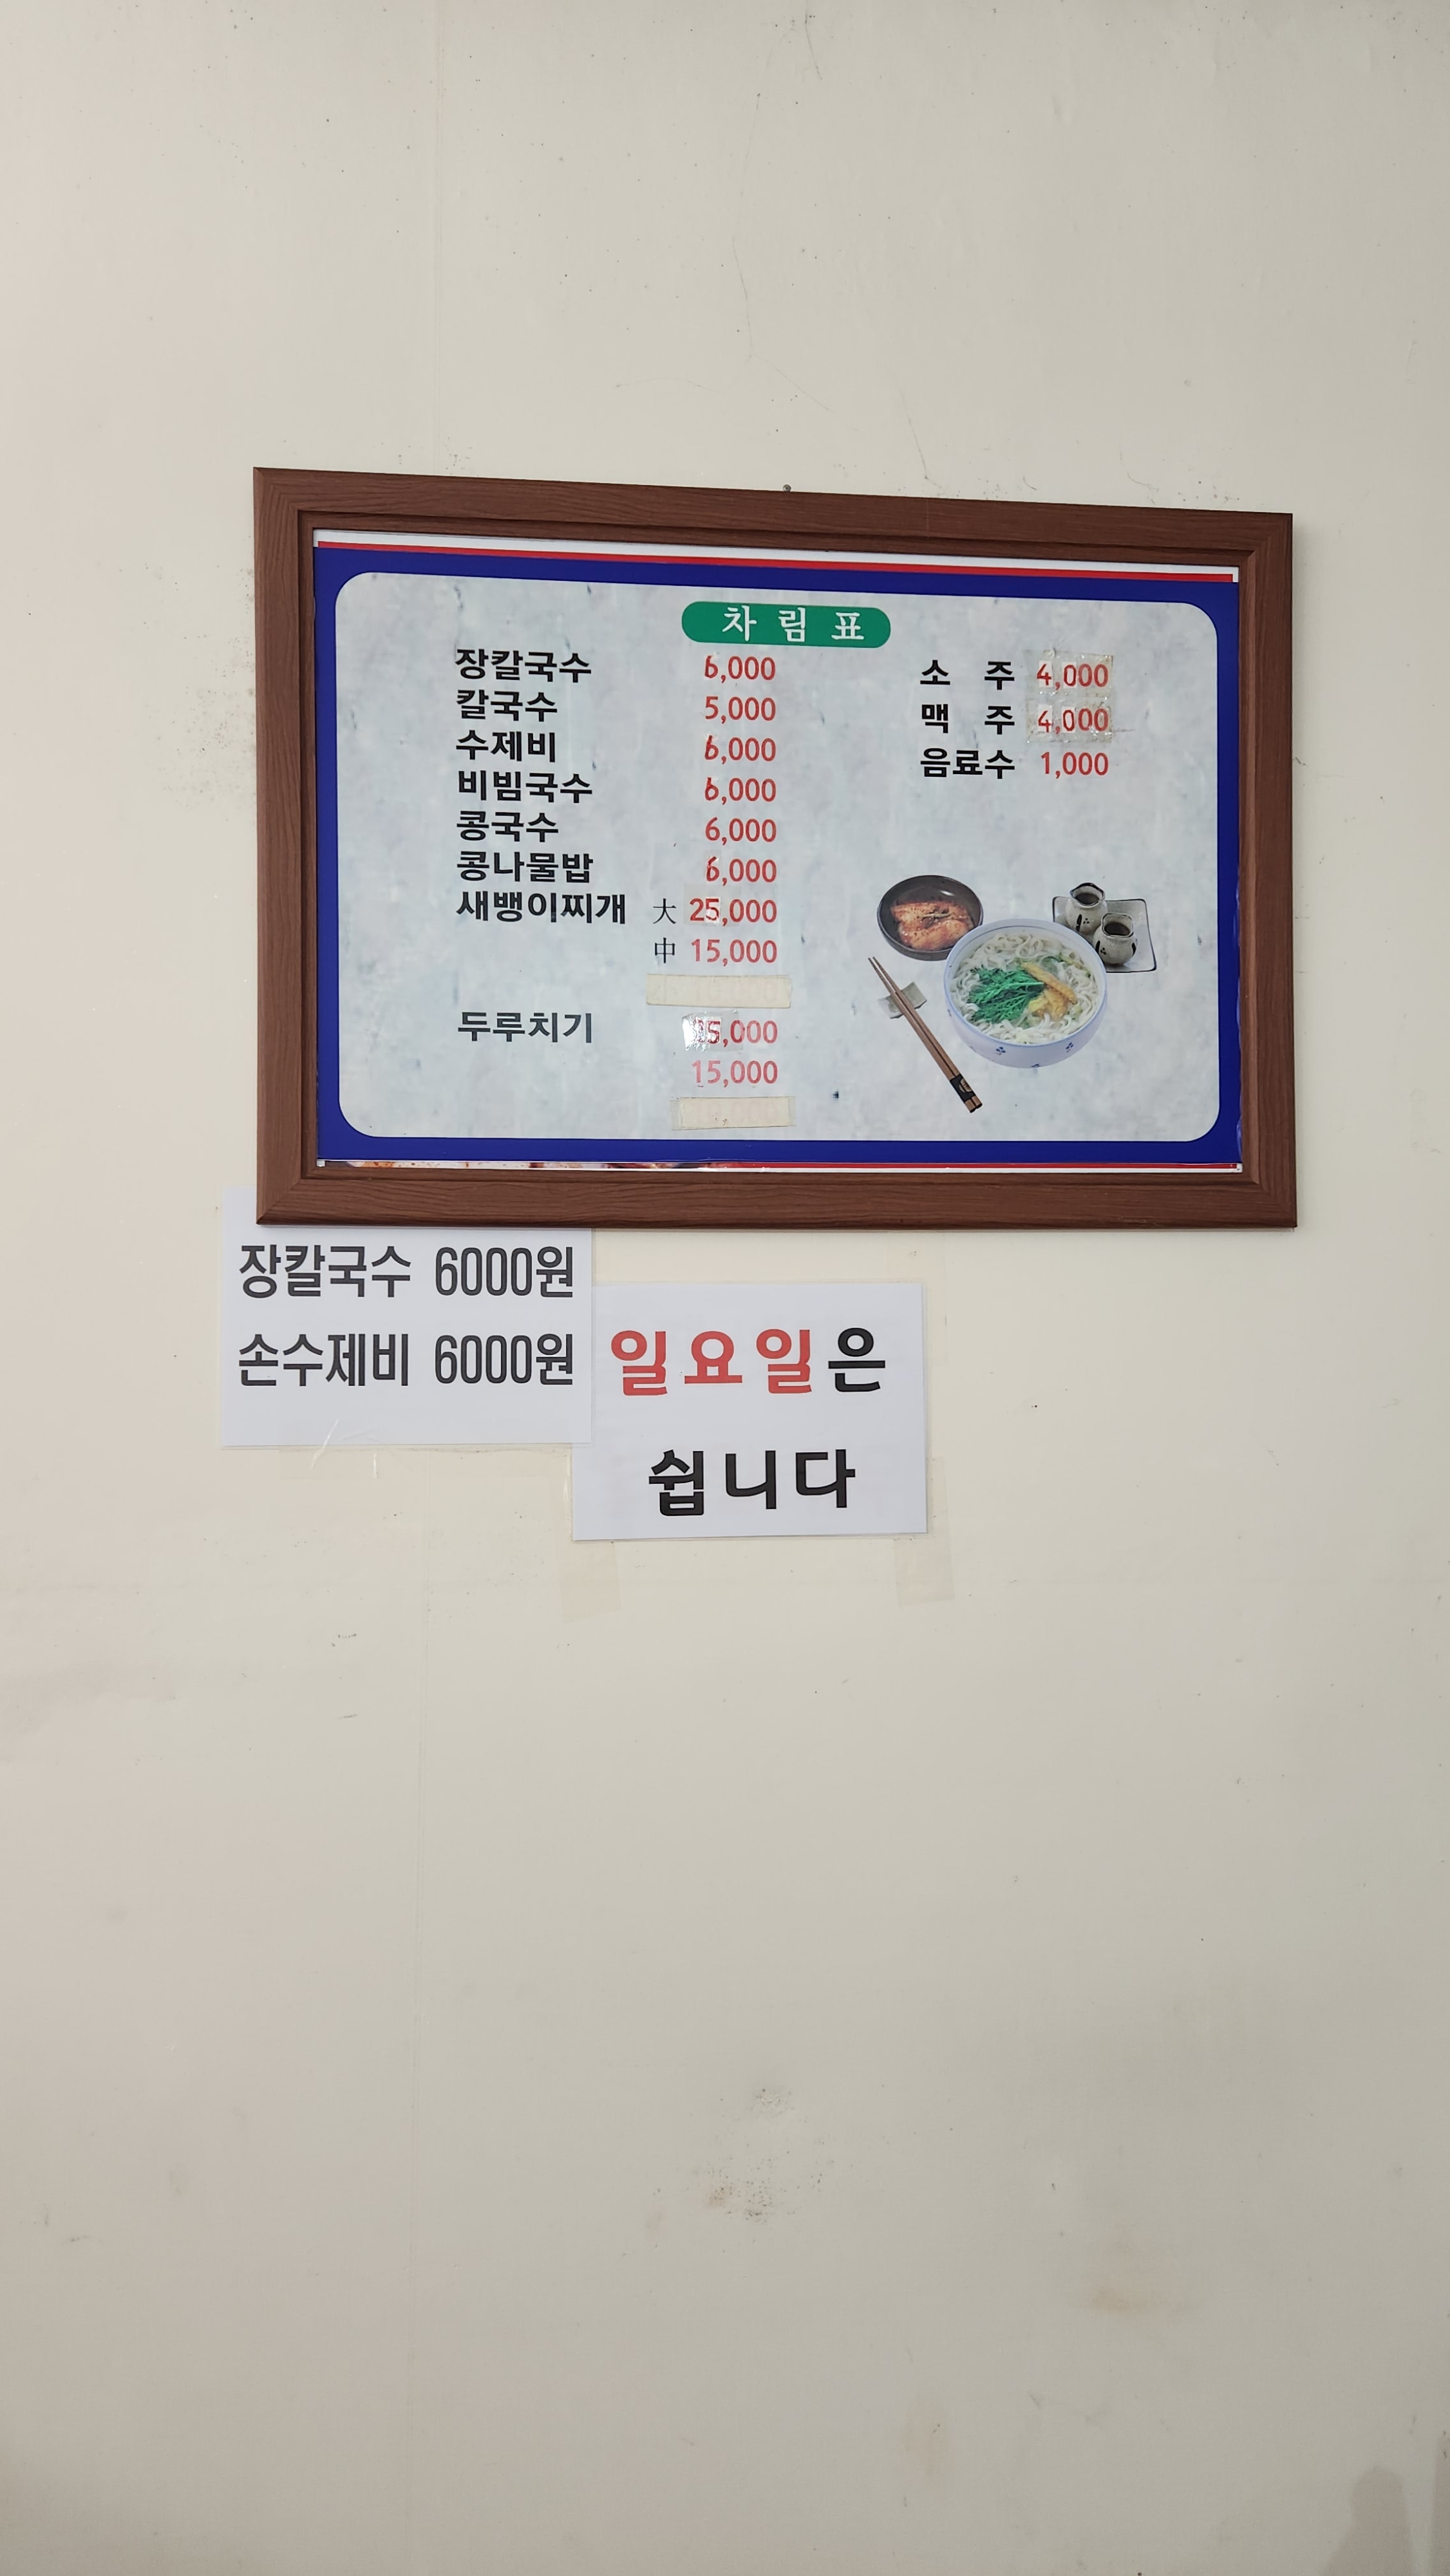 차림표
장칼국수 6,000
칼국수 5,000
수제비 6,000
비빔국수 6,000
콩국수 6,000
콩나물밥 6,000
새뱅이찌개 大 25,000
中 15,000
두루치기
15,000
소 주 4,000
맥 주 4,000
음료수 1,000
장칼국수 6000원
손수제비 6000원
일요일은
쉽니다